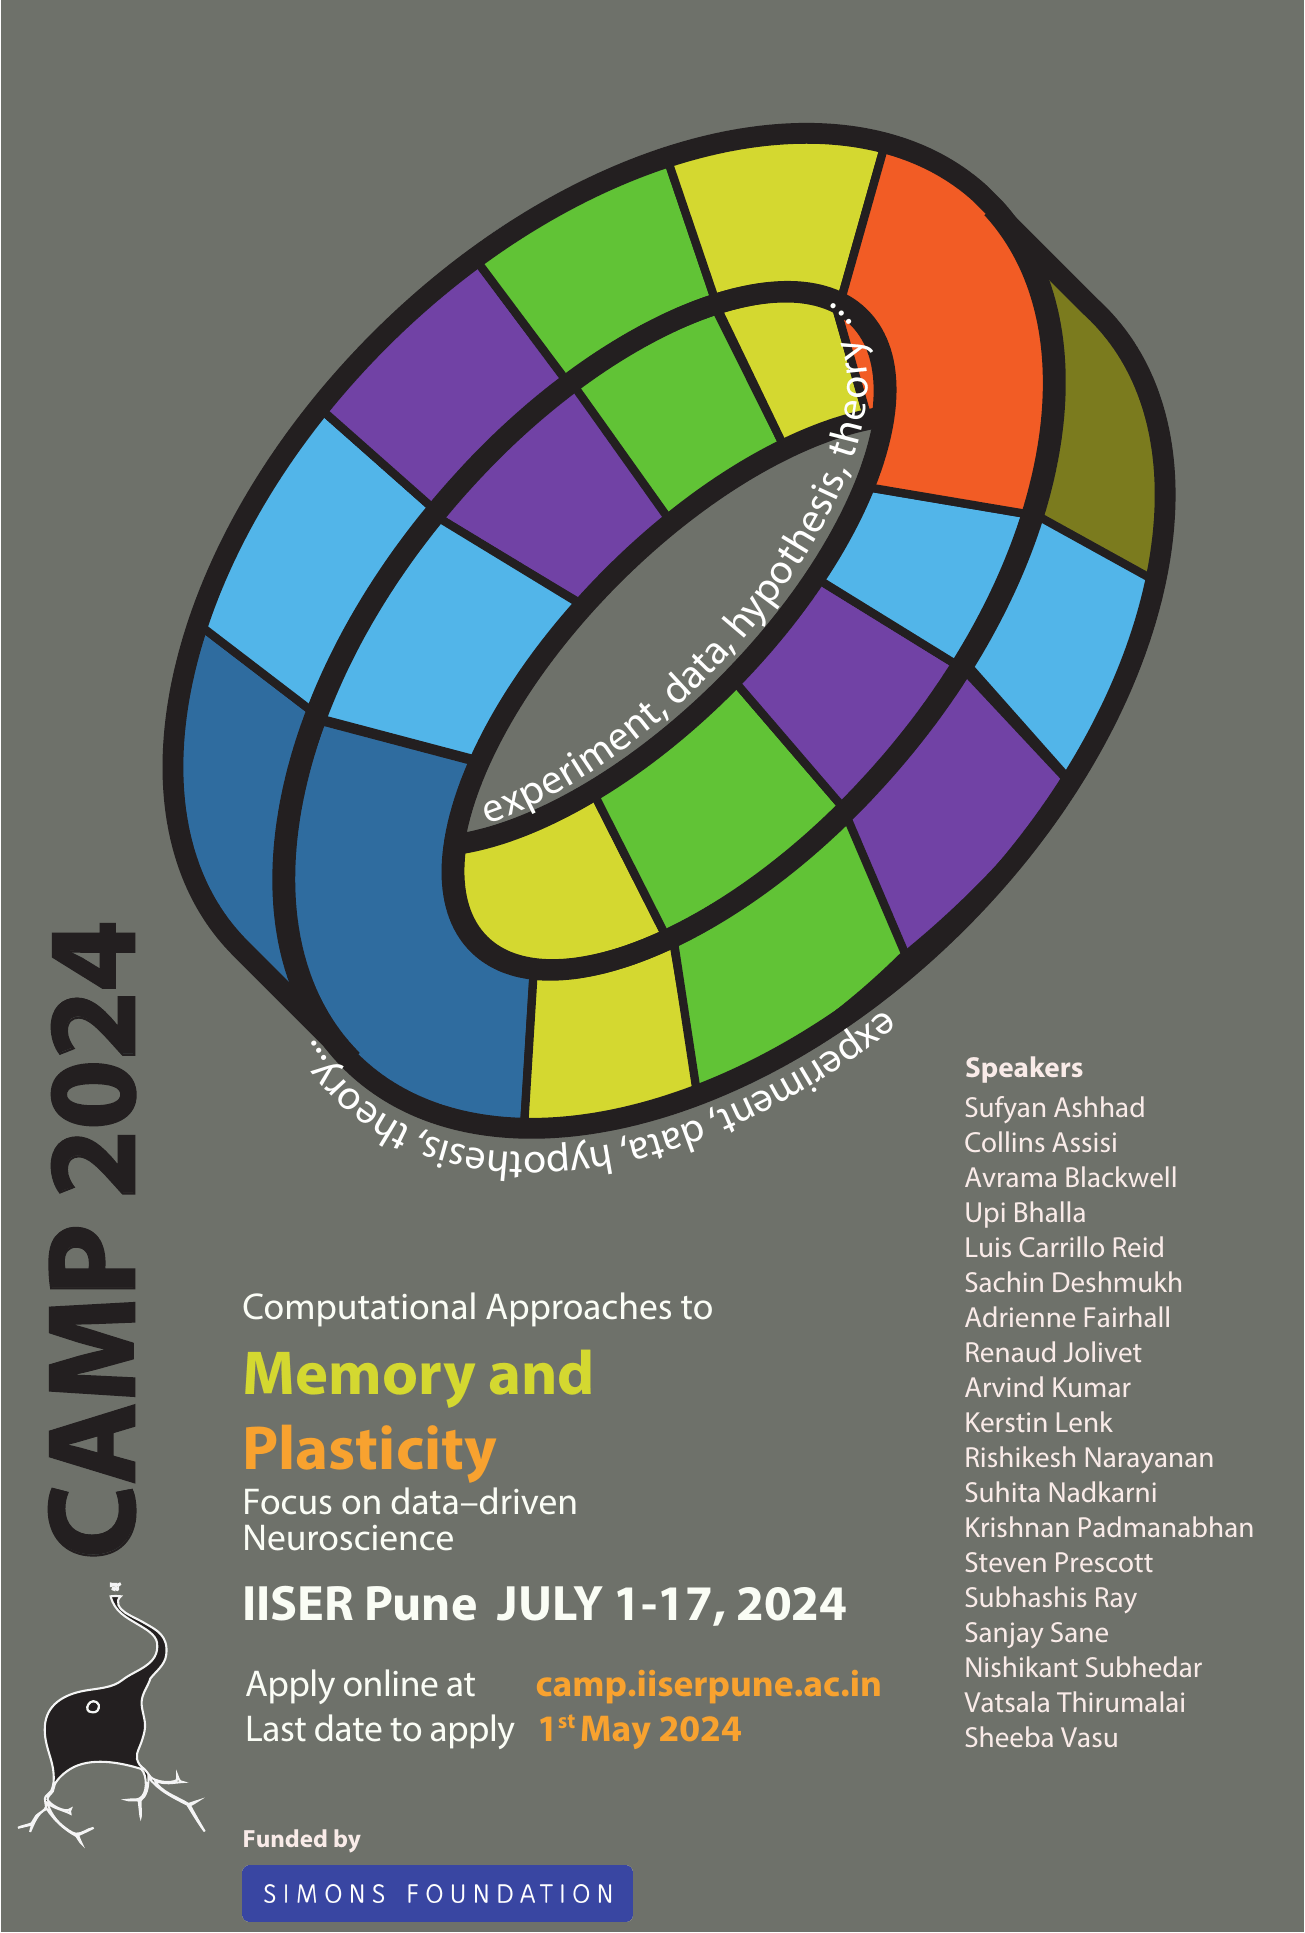 experiment, data, hypothesis, theory...
experiment, data, hypothesis, theory...
CAMP 2024
Computational Approaches to
Memory and
Plasticity
Focus on data–driven
Neuroscience
IISER Pune JULY 1-17, 2024
Apply online at camp.iiserpune.ac.in
Last date to apply 1st May 2024
Funded by
SIMONS FOUNDATION
Speakers
Sufyan Ashhad
Collins Assisi
Avrama Blackwell
Upi Bhalla
Luis Carrillo Reid
Sachin Deshmukh
Adrienne Fairhall
Renaud Jolivet
Arvind Kumar
Kerstin Lenk
Rishikesh Narayanan
Suhita Nadkarni
Krishnan Padmanabhan
Steven Prescott
Subhashis Ray
Sanjay Sane
Nishikant Subhedar
Vatsala Thirumalai
Sheeba Vasu